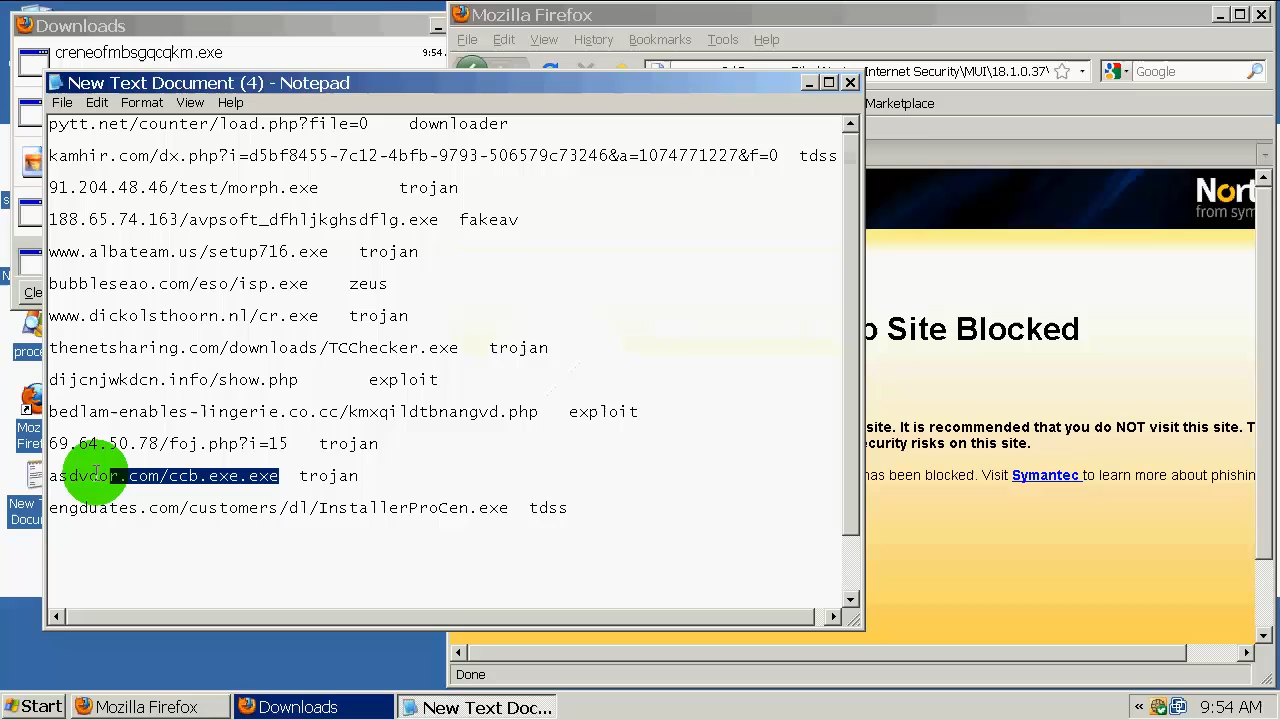 Downloads
creneofmbsgqcqkm.exe
9:54
Mozilla Firefox
File Edit View History Bookmarks Tools Help
Internet Security\MUI\18.1.0.37\
Google
Marketplace
New Text Document (4) - Notepad
File Edit Format View Help
pytt.net/counter/load.php?file=0 downloader
kamhir.com/dx.php?i=d5bf8455-7c12-4bfb-9793-506579c73246&a=1074771227&f=0 tdss
91.204.48.46/test/morph.exe trojan
188.65.74.163/avpsoft_dfhljkghsdflg.exe fakeav
www.albateam.us/setup716.exe trojan
bubbleseao.com/eso/isp.exe zeus
www.dickolsthoorn.nl/cr.exe trojan
thenetsharing.com/downloads/TCChecker.exe trojan
dijcnjwkdcn.info/show.php exploit
bedlam-enables-lingerie.co.cc/kmxqildtbnangvd.php exploit
69.64.50.78/foj.php?i=15 trojan
asdvdor.com/ccb.exe.exe trojan
engduates.com/customers/dl/InstallerProCen.exe tdss
Nort
from sym
Site Blocked
site. It is recommended that you do NOT visit this site. T
curity risks on this site.
has been blocked. Visit Symantec to learn more about phishin
Cle
proce
Moz
Firef
New T
Docum
Done
Start
Mozilla Firefox
Downloads
New Text Doc...
9:54 AM